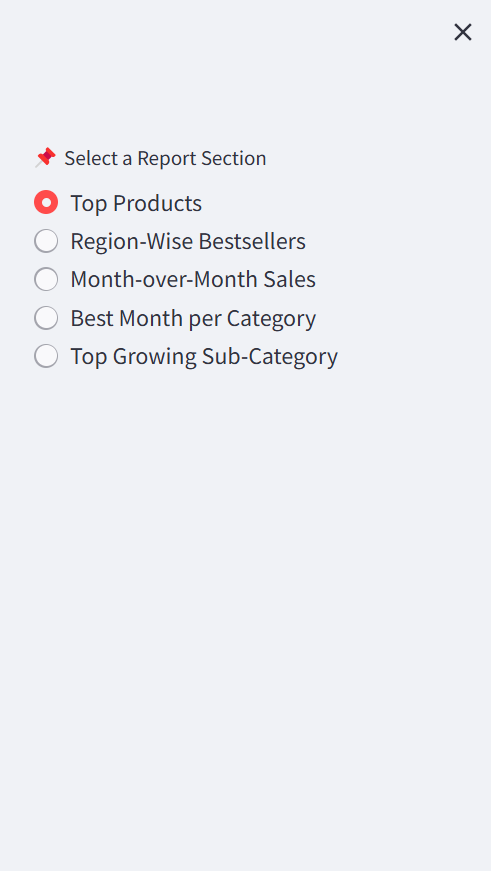 📌 Select a Report Section
Top Products
Region-Wise Bestsellers
Month-over-Month Sales
Best Month per Category
Top Growing Sub-Category